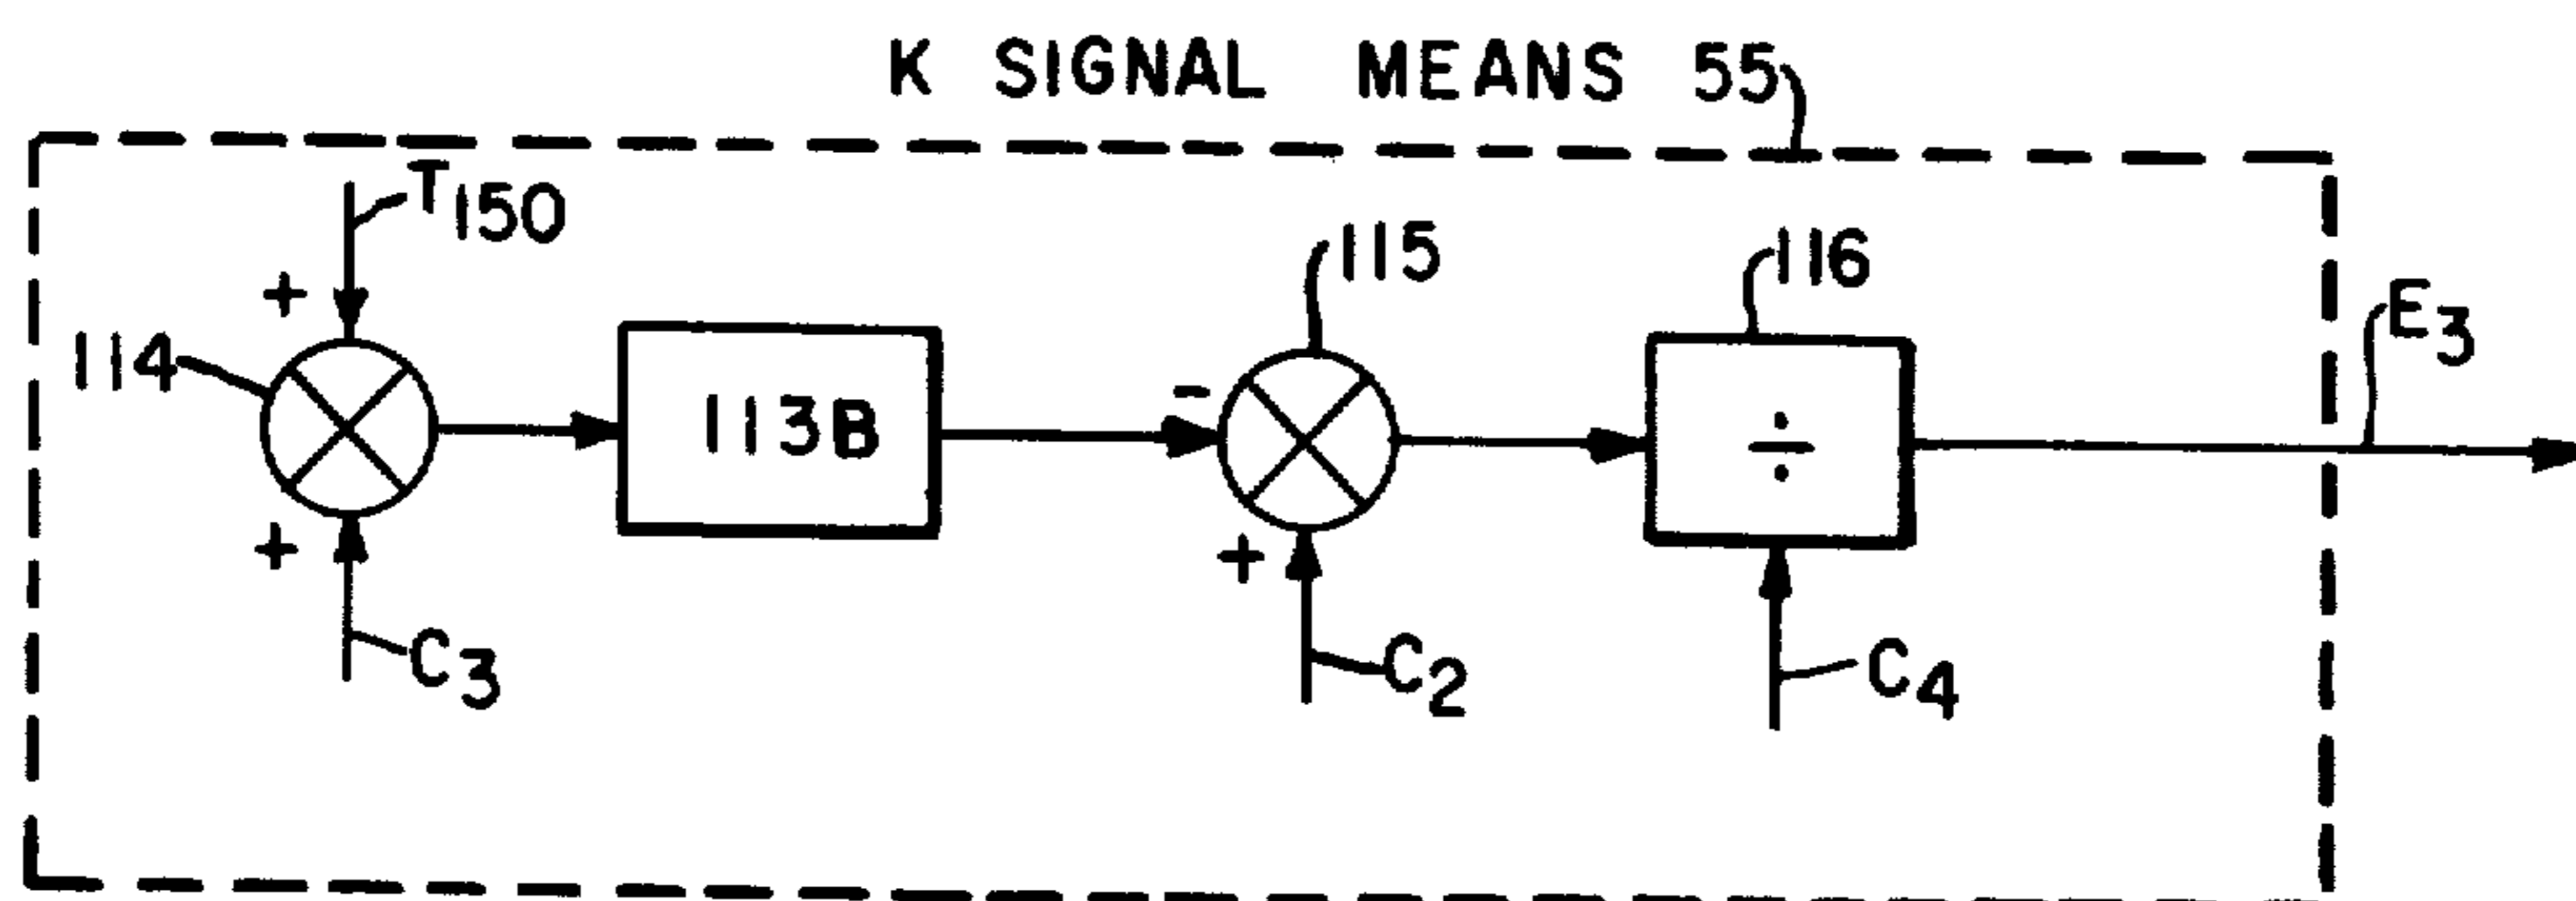 K SIGNAL MEANS 55
T150
115
116
E3
+
114
113B
-
÷
+
+
C3
C2
C4